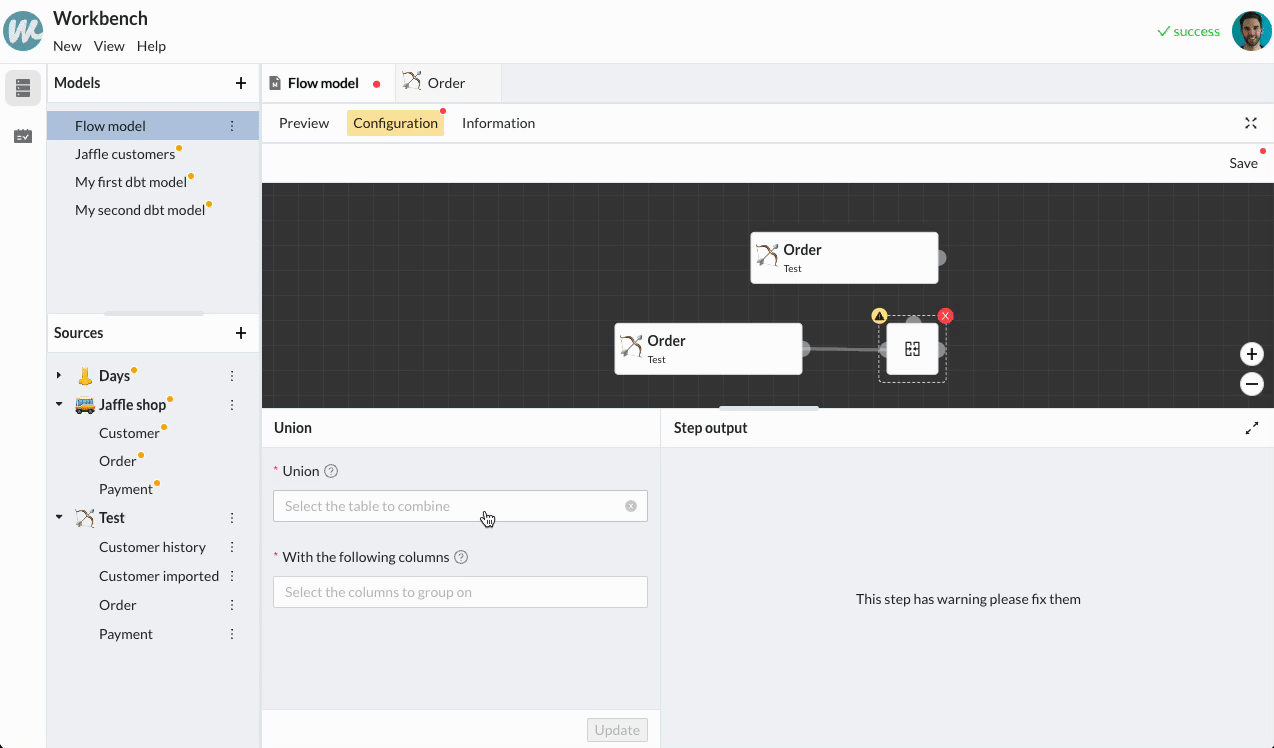 Workbench
New View Help
success
Models
+
Flow model
Jaffle customers
My first dbt model
My second dbt model
Sources
+
Days
Jaffle shop
Customer
Order
Payment
Test
Customer history
Customer imported
Order
Payment
Flow model
Order
Preview
Configuration
Information
Save
Order
Test
Order
Test
Union
* Union
Select the table to combine
* With the following columns
Select the columns to group on
Update
Step output
This step has warning please fix them